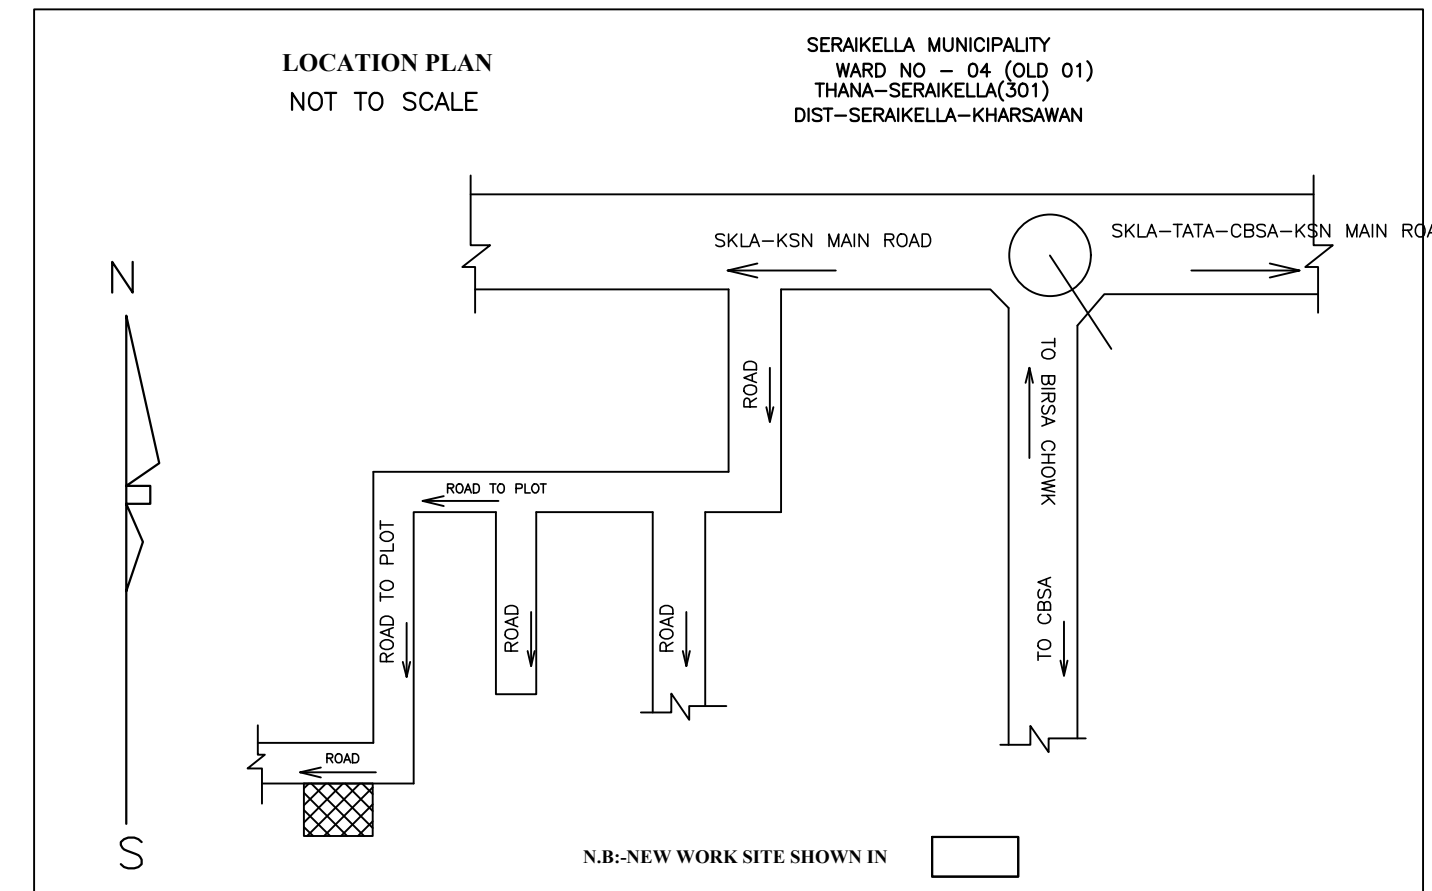 LOCATION PLAN
NOT TO SCALE
SERAIKELLA MUNICIPALITY
WARD NO - 04 (OLD 01)
THANA-SERAIKELLA(301)
DIST-SERAIKELLA-KHARSAWAN
SKLA-KSN MAIN ROAD
SKLA-TATA-CBSA-KSN MAIN ROA
N
ROAD
TO BIRSA CHOWK
ROAD TO PLOT
ROAD TO PLOT
ROAD
ROAD
TO CBSA
ROAD
S
N.B:-NEW WORK SITE SHOWN IN